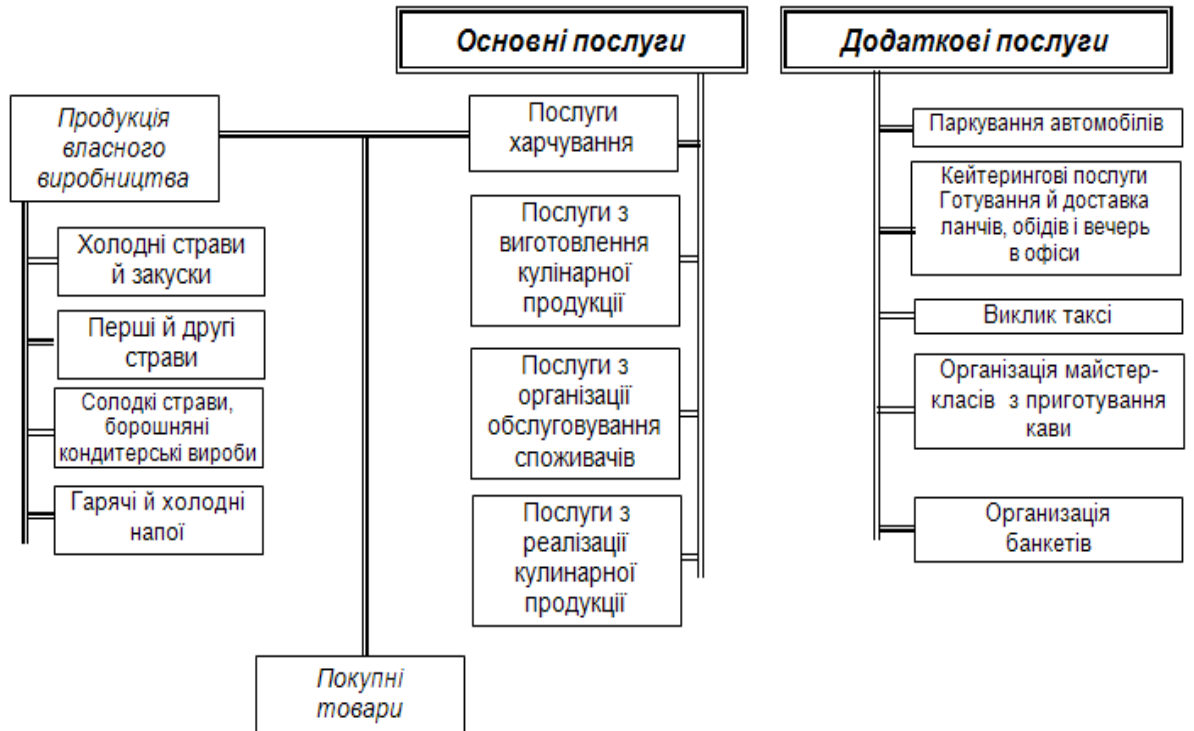 Основні послуги
Додаткові послуги
Продукція
власного
виробництва
Холодні страви
й закуски
Перші й другі
страви
Солодкі страви,
борошняні
кондитерські вироби
Гарячі й холодні
напої
Послуги
харчування
Послуги з
виготовлення
кулінарної
продукції
Послуги з
організації
обслуговування
споживачів
Послуги з
реалізації
кулинарної
продукції
Покупні
товари
Паркування автомобілів
Кейтерингові послуги
Готування й доставка
ланчів, обідів і вечерь
в офіси
Виклик таксі
Організація майстер-
класів з приготування
кави
Организація
банкетів